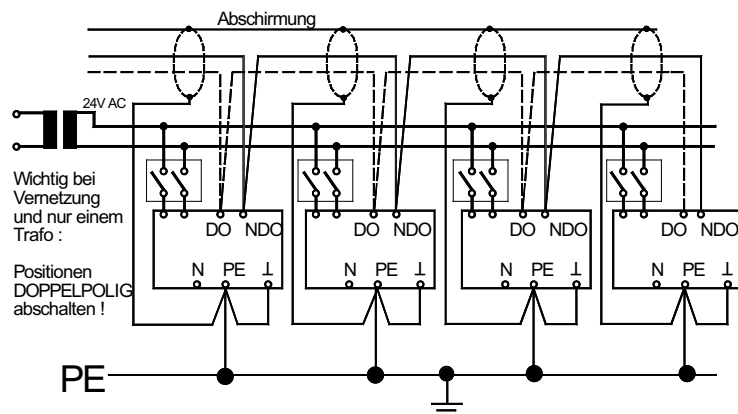 Abschirmung
24V AC
Wichtig bei
Vernetzung
und nur einem
Trafo :
Positionen
DOPPELPOLIG
abschalten !
DO NDO
N PE ⊥
DO NDO
N PE ⊥
DO NDO
N PE ⊥
DO NDO
N PE ⊥
PE